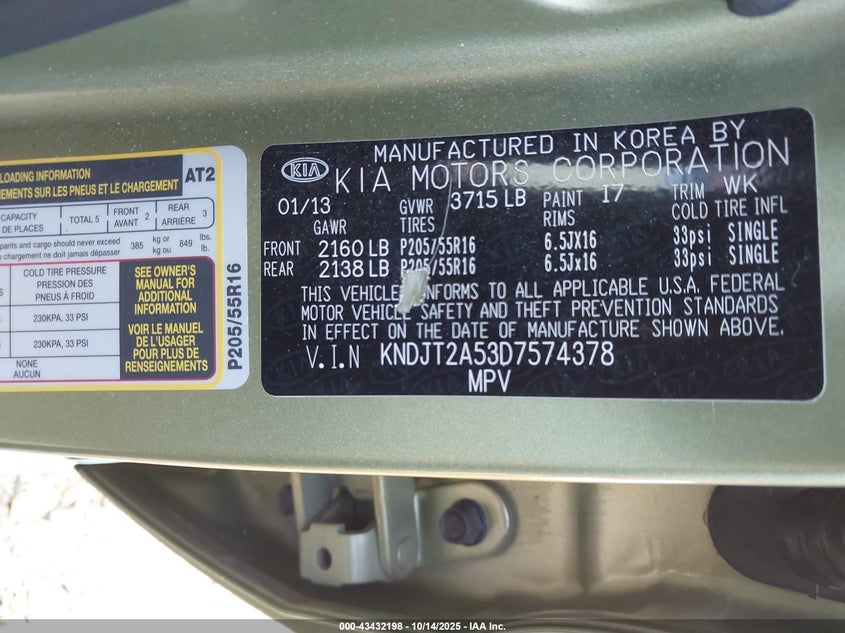 LOADING INFORMATION
NEMENTS SUR LES PNEUS ET LE CHARGEMENT
AT2
CAPACITY
DE PLACES
TOTAL 5
FRONT
AVANT 2
REAR
ARRIÈRE 3
pants and cargo should never exceed
ent ne doit jamais dépasser
385 kg or
kg ou
849 lbs.
lb.
COLD TIRE PRESSURE
PRESSION DES
PNEUS À FROID
230KPA, 33 PSI
230KPA, 33 PSI
NONE
AUCUN
SEE OWNER'S
MANUAL FOR
ADDITIONAL
INFORMATION
VOIR LE MANUEL
DE L'USAGER
POUR PLUS DE
RENSEIGNEMENTS
P205/55R16
MANUFACTURED IN KOREA BY
KIA KIA MOTORS CORPORATION
01/13 GVWR 3715 LB PAINT I7 TRIM WK
GAWR TIRES RIMS COLD TIRE INFL
FRONT 2160 LB P205/55R16 6.5JX16 33psi SINGLE
REAR 2138 LB P205/55R16 6.5Jx16 33psi SINGLE
THIS VEHICLE CONFORMS TO ALL APPLICABLE U.S.A. FEDERAL
MOTOR VEHICLE SAFETY AND THEFT PREVENTION STANDARDS
IN EFFECT ON THE DATE OF MANUFACTURE SHOWN ABOVE.
V.I.N KNDJT2A53D7574378
MPV
000-43432198 - 10/14/2025 - IAA Inc.